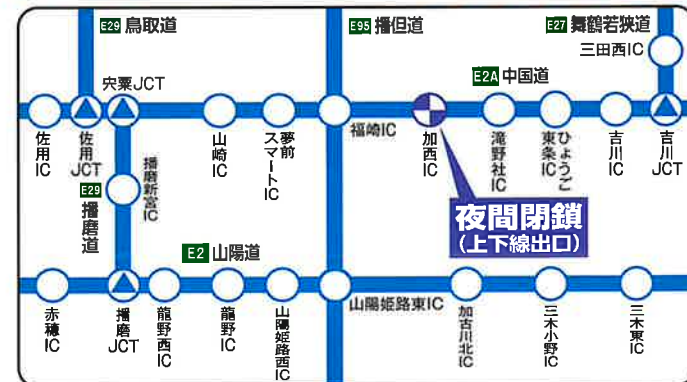 E29 鳥取道
E95 播但道
E27 舞鶴若狭道
三田西IC
宍粟JCT
E2A 中国道
佐用IC
佐用JCT
山崎IC
夢前スマートIC
福崎IC
加西IC
滝野社IC
ひょうご東条IC
吉川IC
吉川JCT
播磨新宮IC
E29 播磨道
夜間閉鎖
(上下線出口)
E2 山陽道
赤穂IC
播磨JCT
龍野西IC
龍野IC
山陽姫路西IC
山陽姫路東IC
加古川北IC
三木小野IC
三木東IC